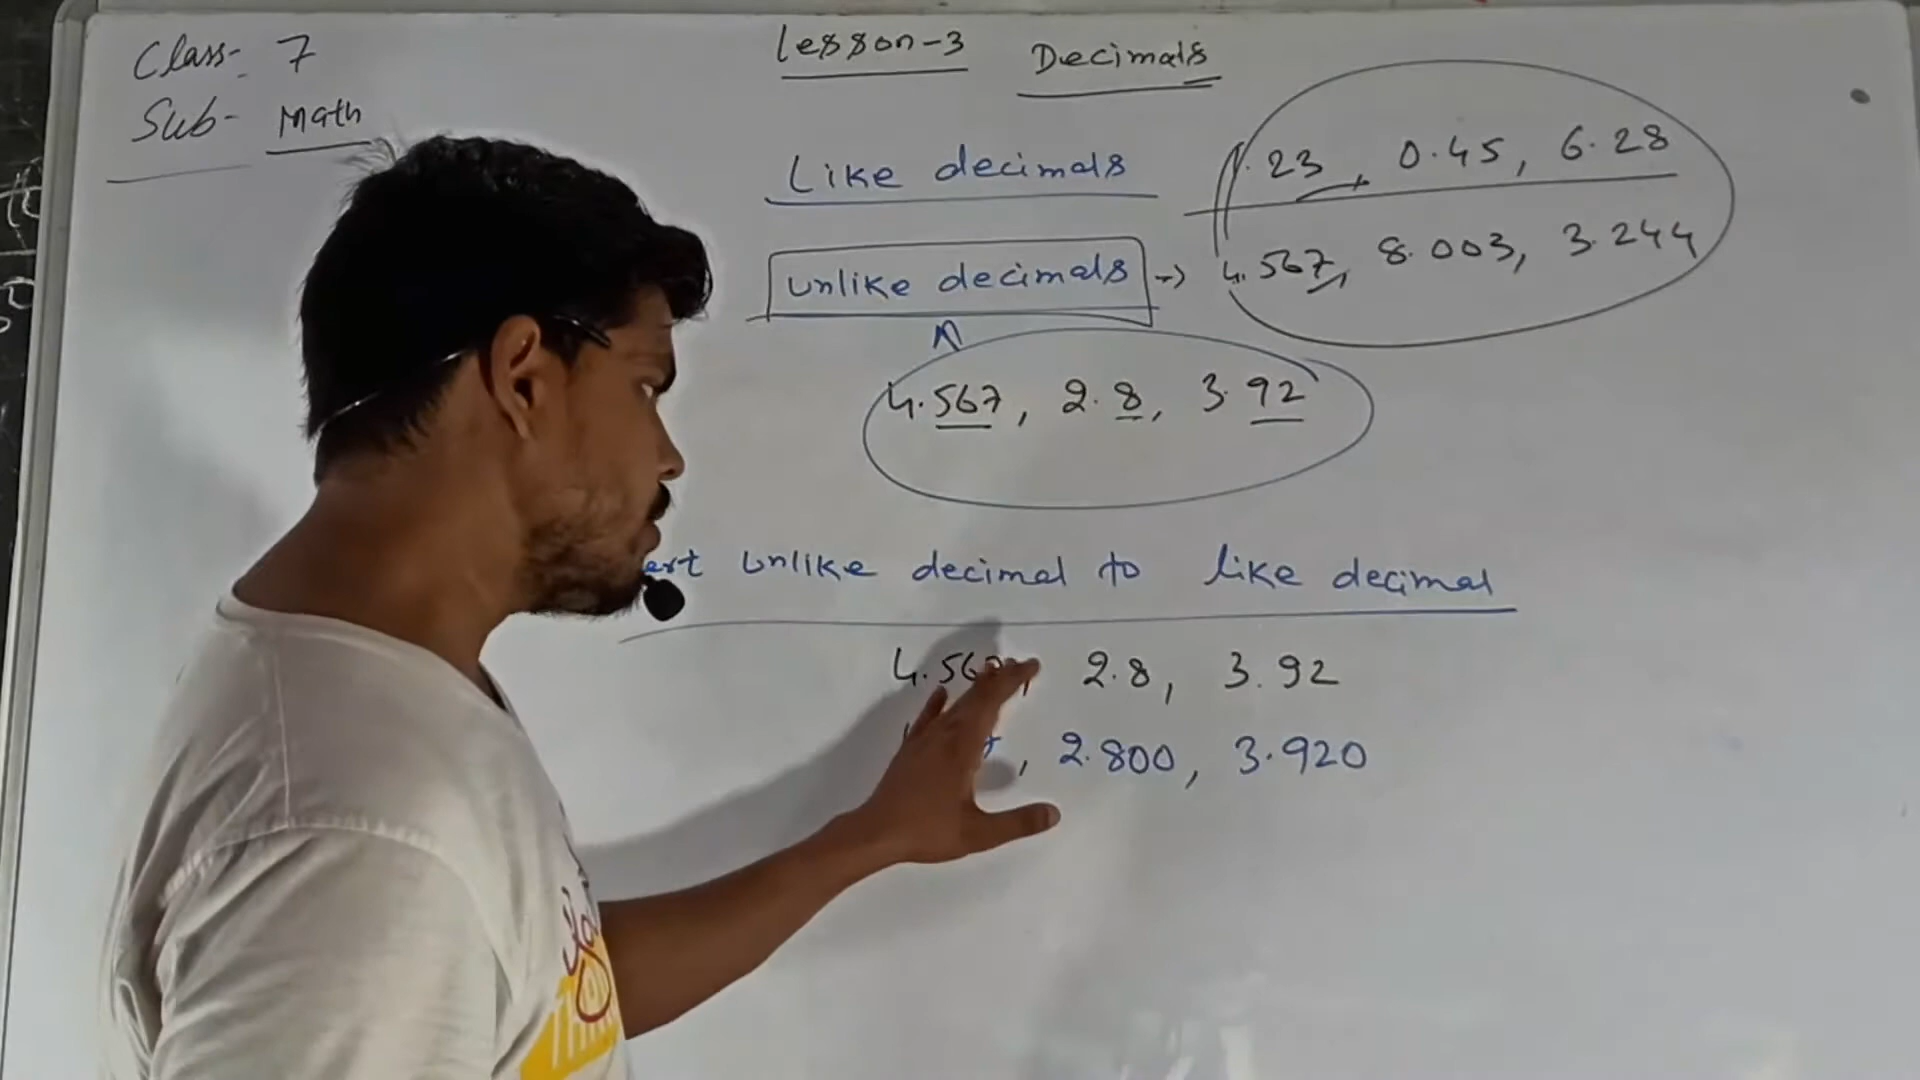 Class- 7
Sub- Math
Lesson-3 Decimals
Like decimals
.23, 0.45, 6.28
unlike decimals →
4.567, 8.003, 3.244
4.567, 2.8, 3.92
unlike decimal to like decimal
4.567, 2.8, 3.92
, 2.800, 3.920